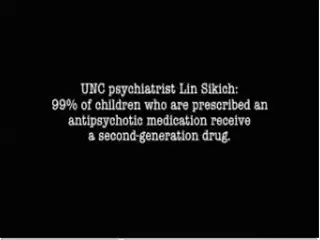 UNC psychiatrist Lin Sikich:
99% of children who are prescribed an
antipsychotic medication receive
a second-generation drug.